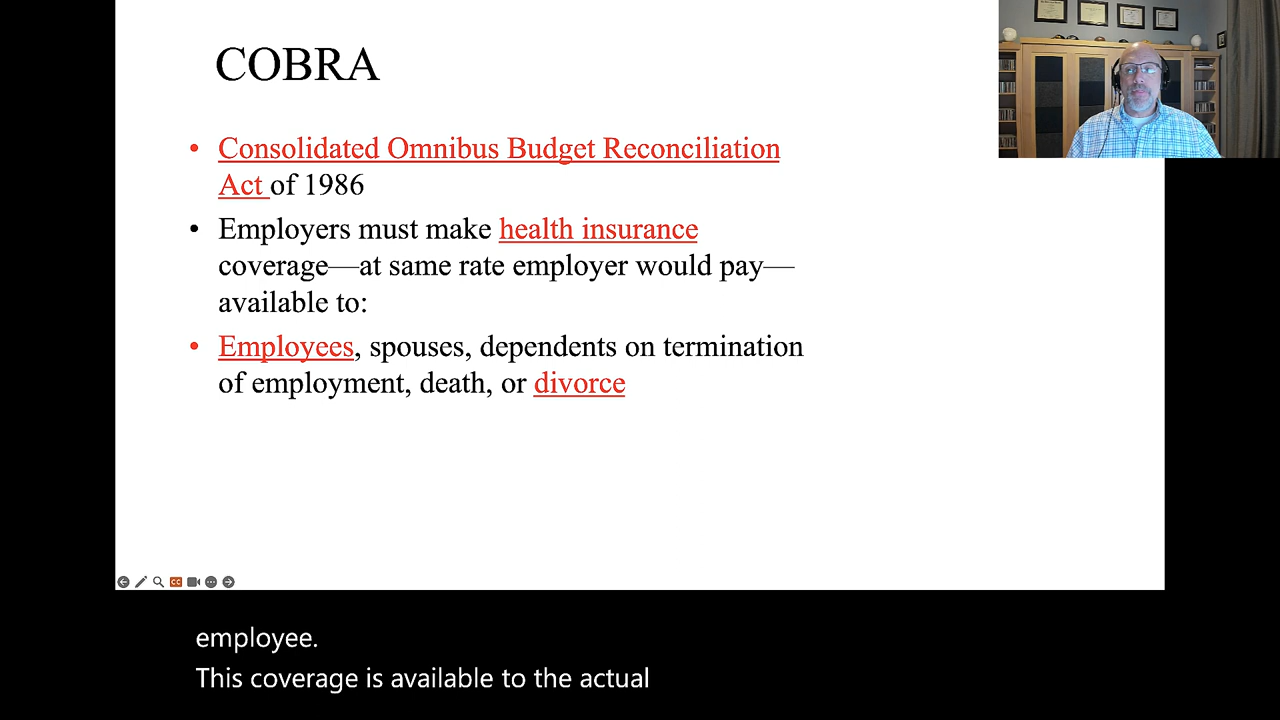 COBRA
• Consolidated Omnibus Budget Reconciliation
Act of 1986
• Employers must make health insurance
coverage—at same rate employer would pay—
available to:
• Employees, spouses, dependents on termination
of employment, death, or divorce
CC
employee.
This coverage is available to the actual